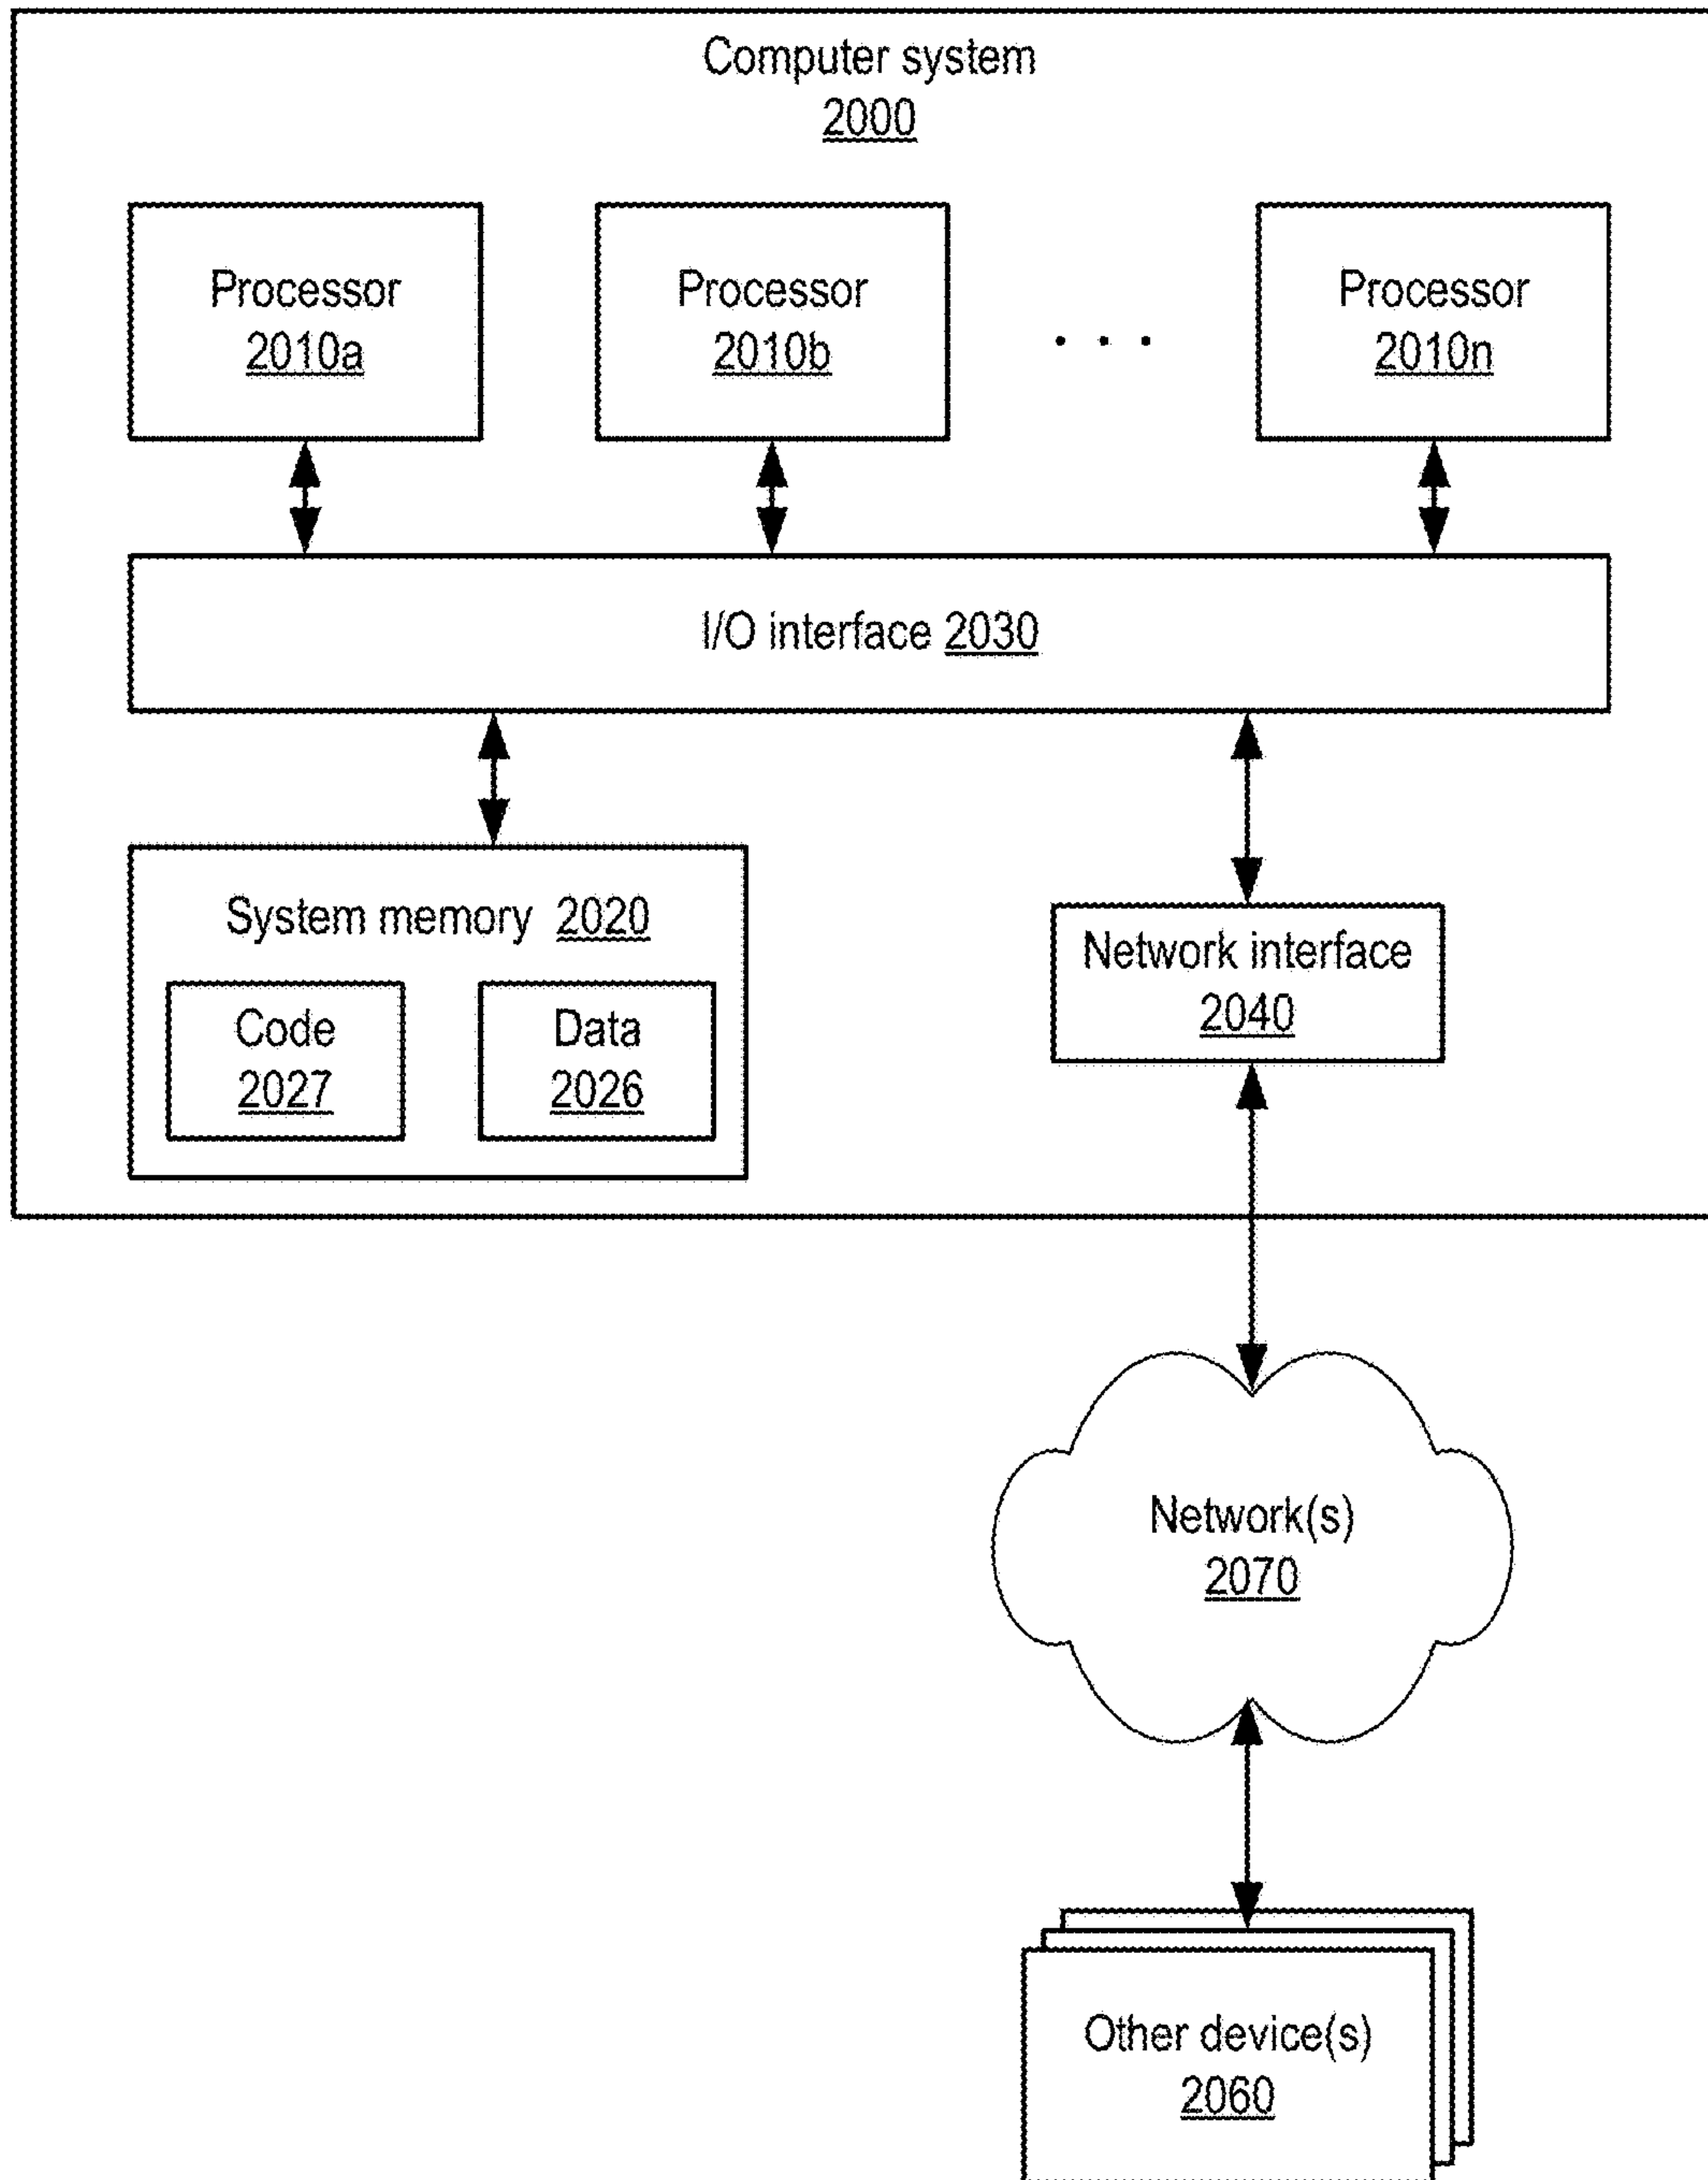 Computer system
2000
Processor
2010a
Processor
2010b
. . .
Processor
2010n
I/O interface 2030
System memory 2020
Code
2027
Data
2026
Network interface
2040
Network(s)
2070
Other device(s)
2060